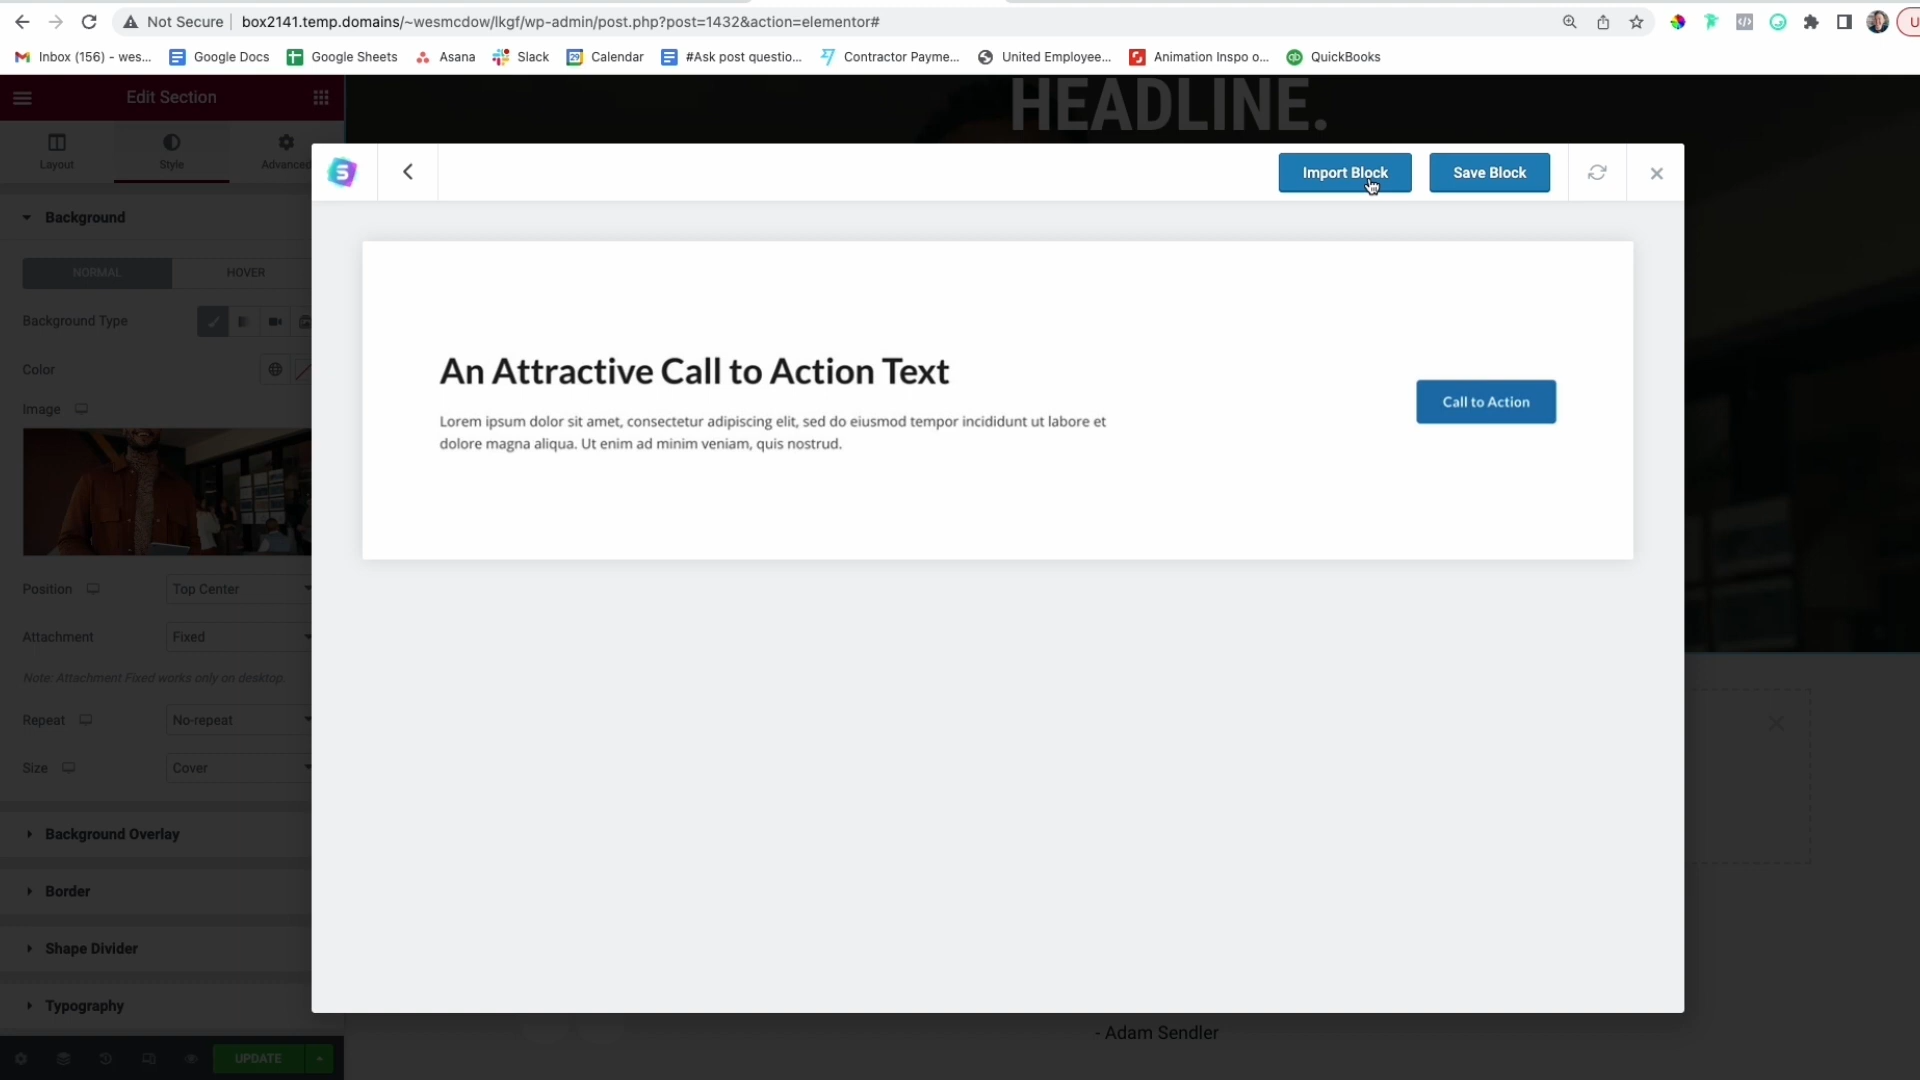 Not Secure
box2141.temp.domains/~wesmcdow/lkgf/wp-admin/post.php?post=1432&action=elementor#
Inbox (156) - wes...
Google Docs
Google Sheets
Asana
Slack
Calendar
#Ask post questio...
Contractor Payme...
United Employee...
Animation Inspo o...
QuickBooks
Edit Section
HEADLINE.
Layout
Style
Advanced
Import Block
Save Block
Background
NORMAL
HOVER
Background Type
Color
Image
An Attractive Call to Action Text
Lorem ipsum dolor sit amet, consectetur adipiscing elit, sed do eiusmod tempor incididunt ut labore et
dolore magna aliqua. Ut enim ad minim veniam, quis nostrud.
Call to Action
Position
Top Center
Attachment
Fixed
Note: Attachment Fixed works only on desktop.
Repeat
No-repeat
Size
Cover
Background Overlay
Border
Shape Divider
Typography
UPDATE
- Adam Sendler